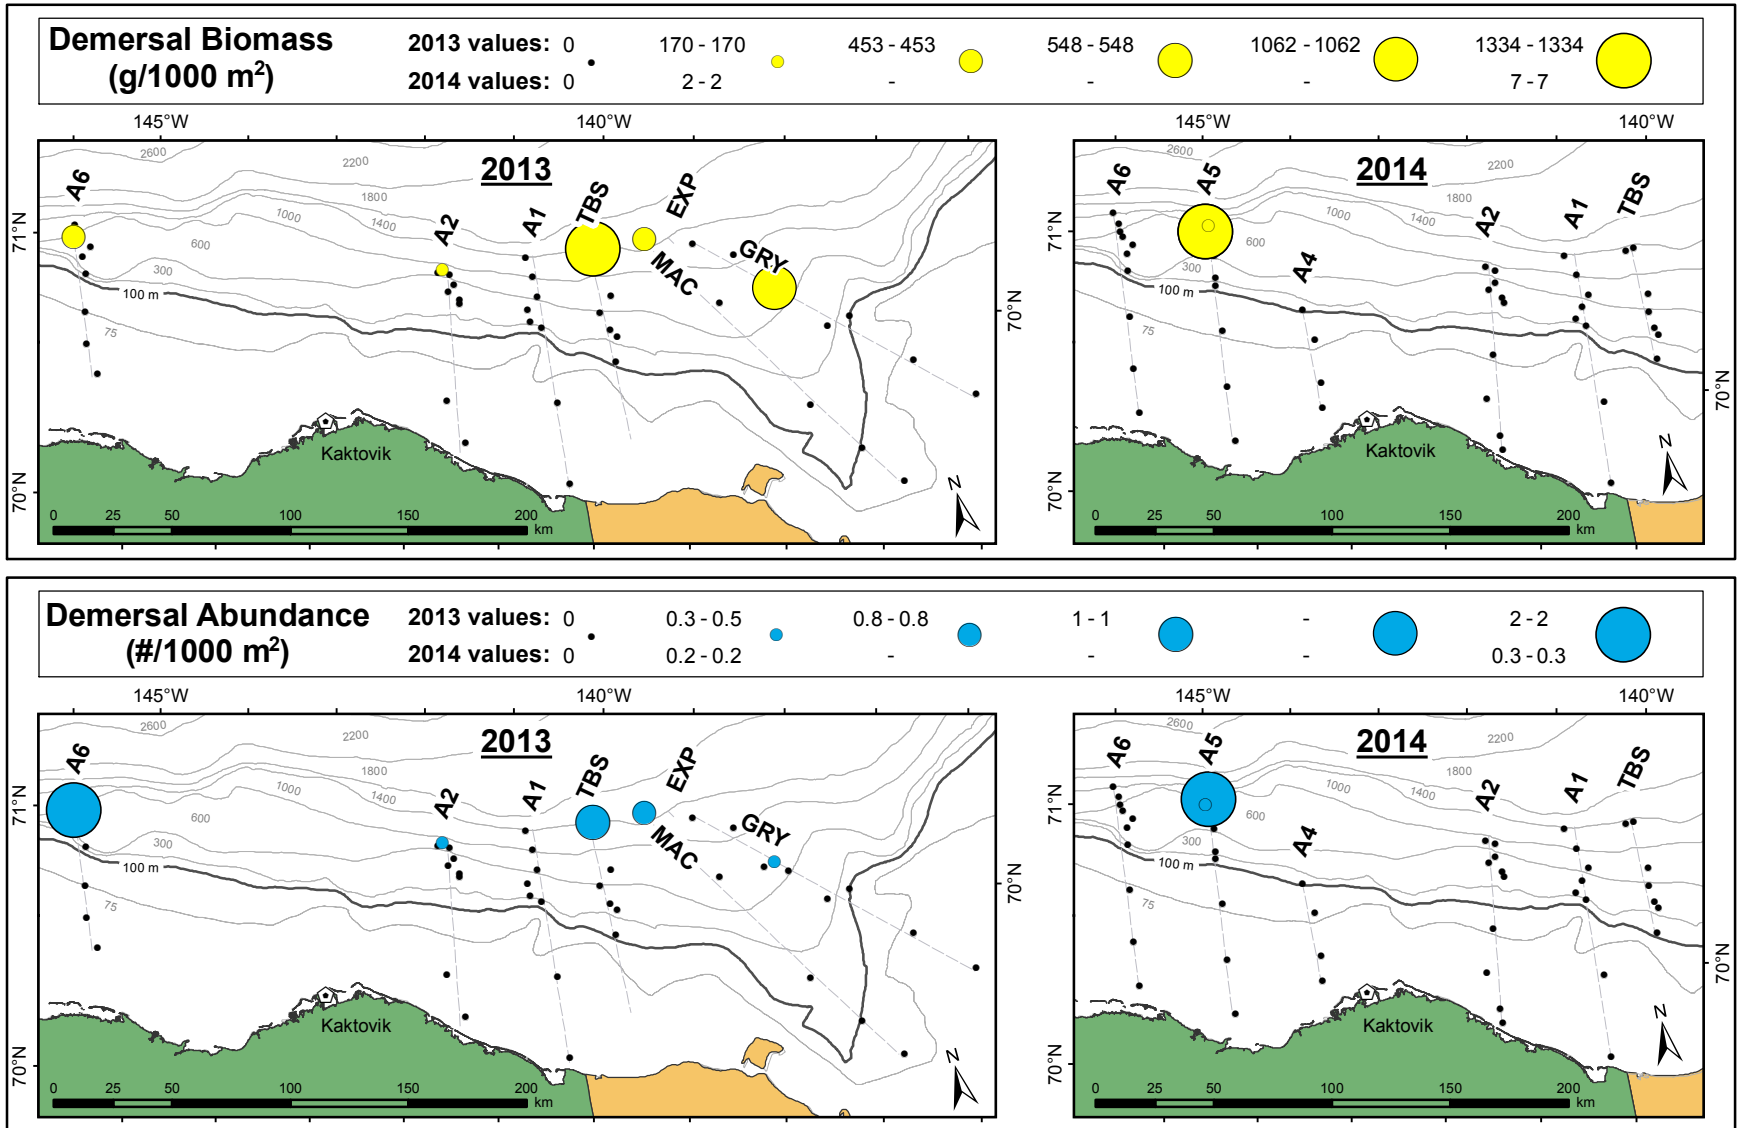 Demersal Biomass
(g/1000 m²)
2013 values: 0 170 - 170 453 - 453 548 - 548 1062 - 1062 1334 - 1334
2014 values: 0 2 - 2 - - - 7 - 7
145°W 140°W 145°W 140°W
2013
2600
2200
1800
1400
1000
600
300
100 m
75
A6
A2
A1
TBS
EXP
MAC
GRY
71°N
70°N
70°N
Kaktovik
N
0 25 50 100 150 200
km
2014
2600
2200
1800
1400
1000
600
300
100 m
75
A6
A5
A4
A2
A1
TBS
71°N
70°N
70°N
Kaktovik
N
0 25 50 100 150 200
km
Demersal Abundance
(#/1000 m²)
2013 values: 0 0.3 - 0.5 0.8 - 0.8 1 - 1 - 2 - 2
2014 values: 0 0.2 - 0.2 - - - 0.3 - 0.3
145°W 140°W 145°W 140°W
2013
2600
2200
1800
1400
1000
600
300
100 m
75
A6
A2
A1
TBS
EXP
MAC
GRY
71°N
70°N
70°N
Kaktovik
N
0 25 50 100 150 200
km
2014
2600
2200
1800
1400
1000
600
300
100 m
75
A6
A5
A4
A2
A1
TBS
71°N
70°N
70°N
Kaktovik
N
0 25 50 100 150 200
km